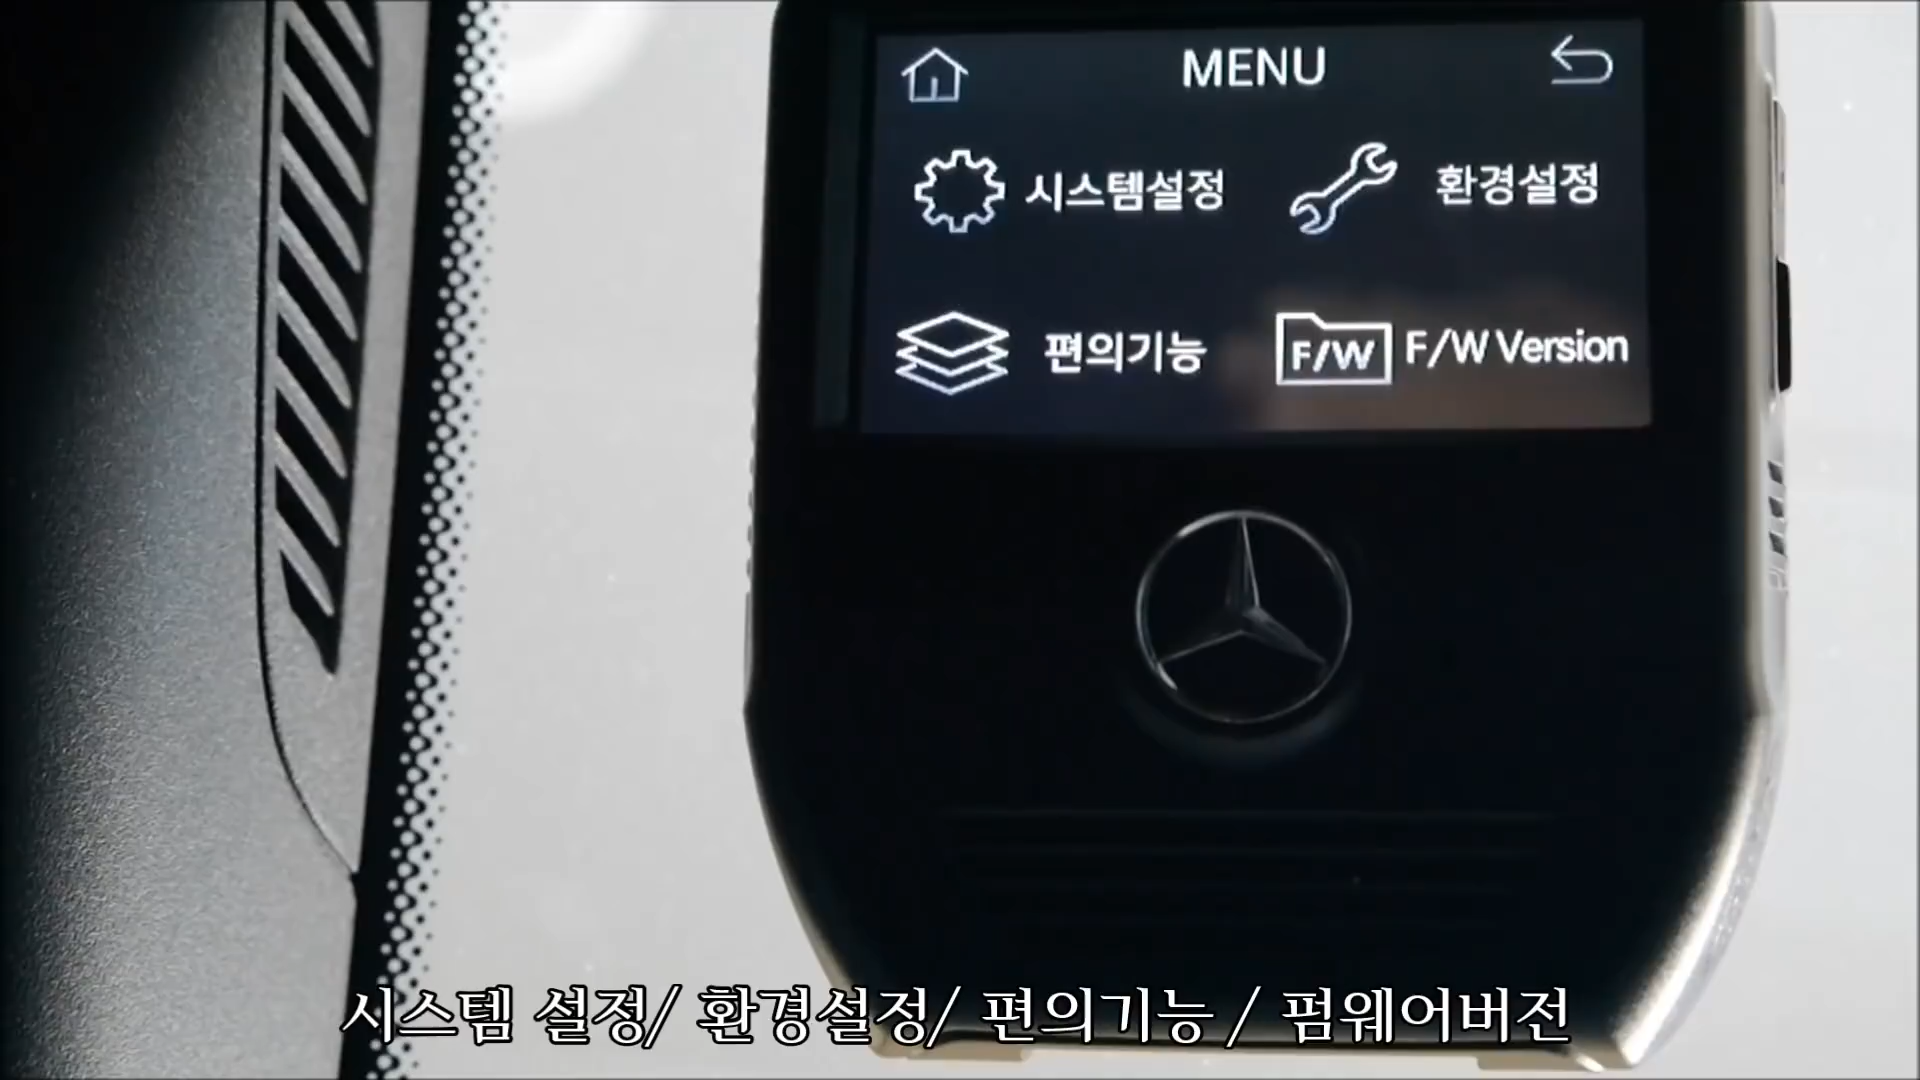 MENU
시스템설정
환경설정
편의기능
F/W
F/W Version
시스템 설정/ 환경설정/ 편의기능 / 펌웨어버전